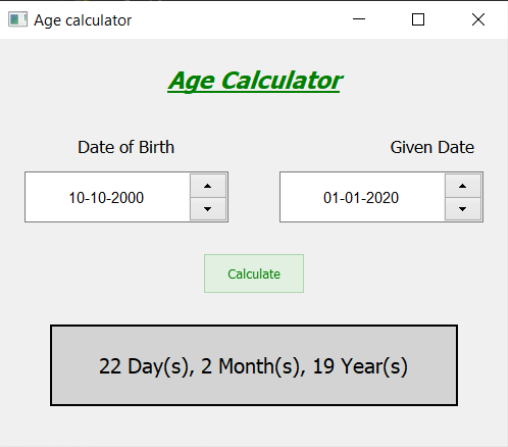 Age calculator
Age Calculator
Date of Birth
Given Date
10-10-2000
01-01-2020
Calculate
22 Day(s), 2 Month(s), 19 Year(s)